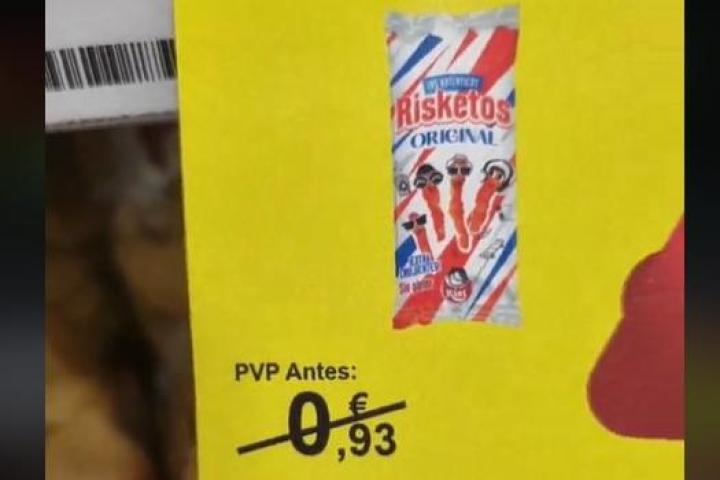 Risketos
ORIGINAL
PVP Antes:
0,93 €